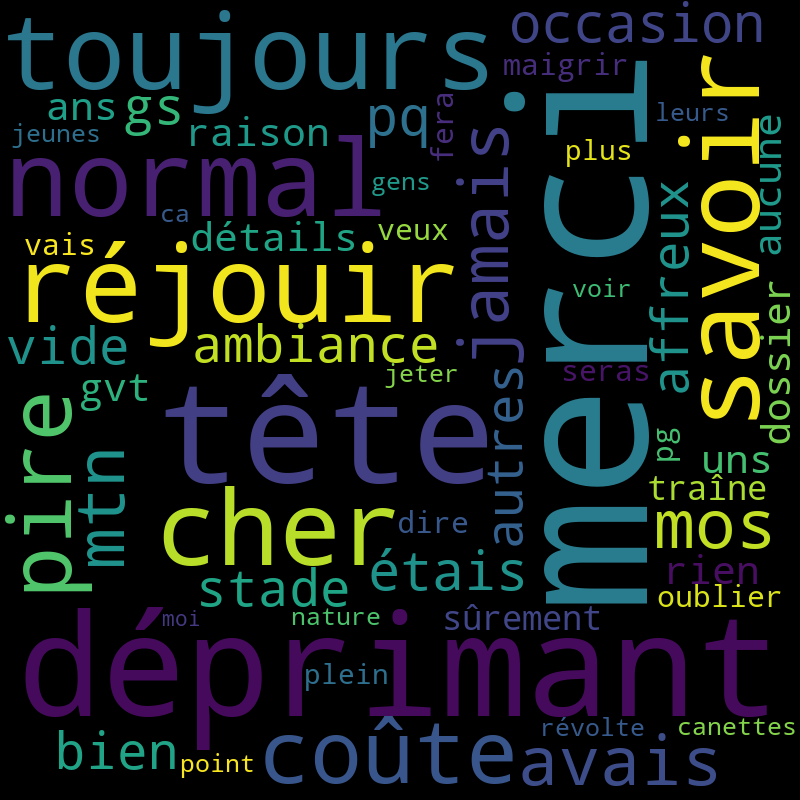 toujours
occasion
maigrir
ans
gs
pq
fera
leurs
jeunes
raison
plus
normal
gens
ca
jamais
merci
savoir
aucune
affreux
vais
détails
veux
réjouir
voir
dossier
vide
ambiance
autres
gvt
jeter
seras
tête
pire
mtn
pg
uns
traîne
cher
dire
mos
étais
rien
stade
oublier
moi
nature
sûrement
déprimant
plein
révolte
canettes
bien
point
coûte
avais